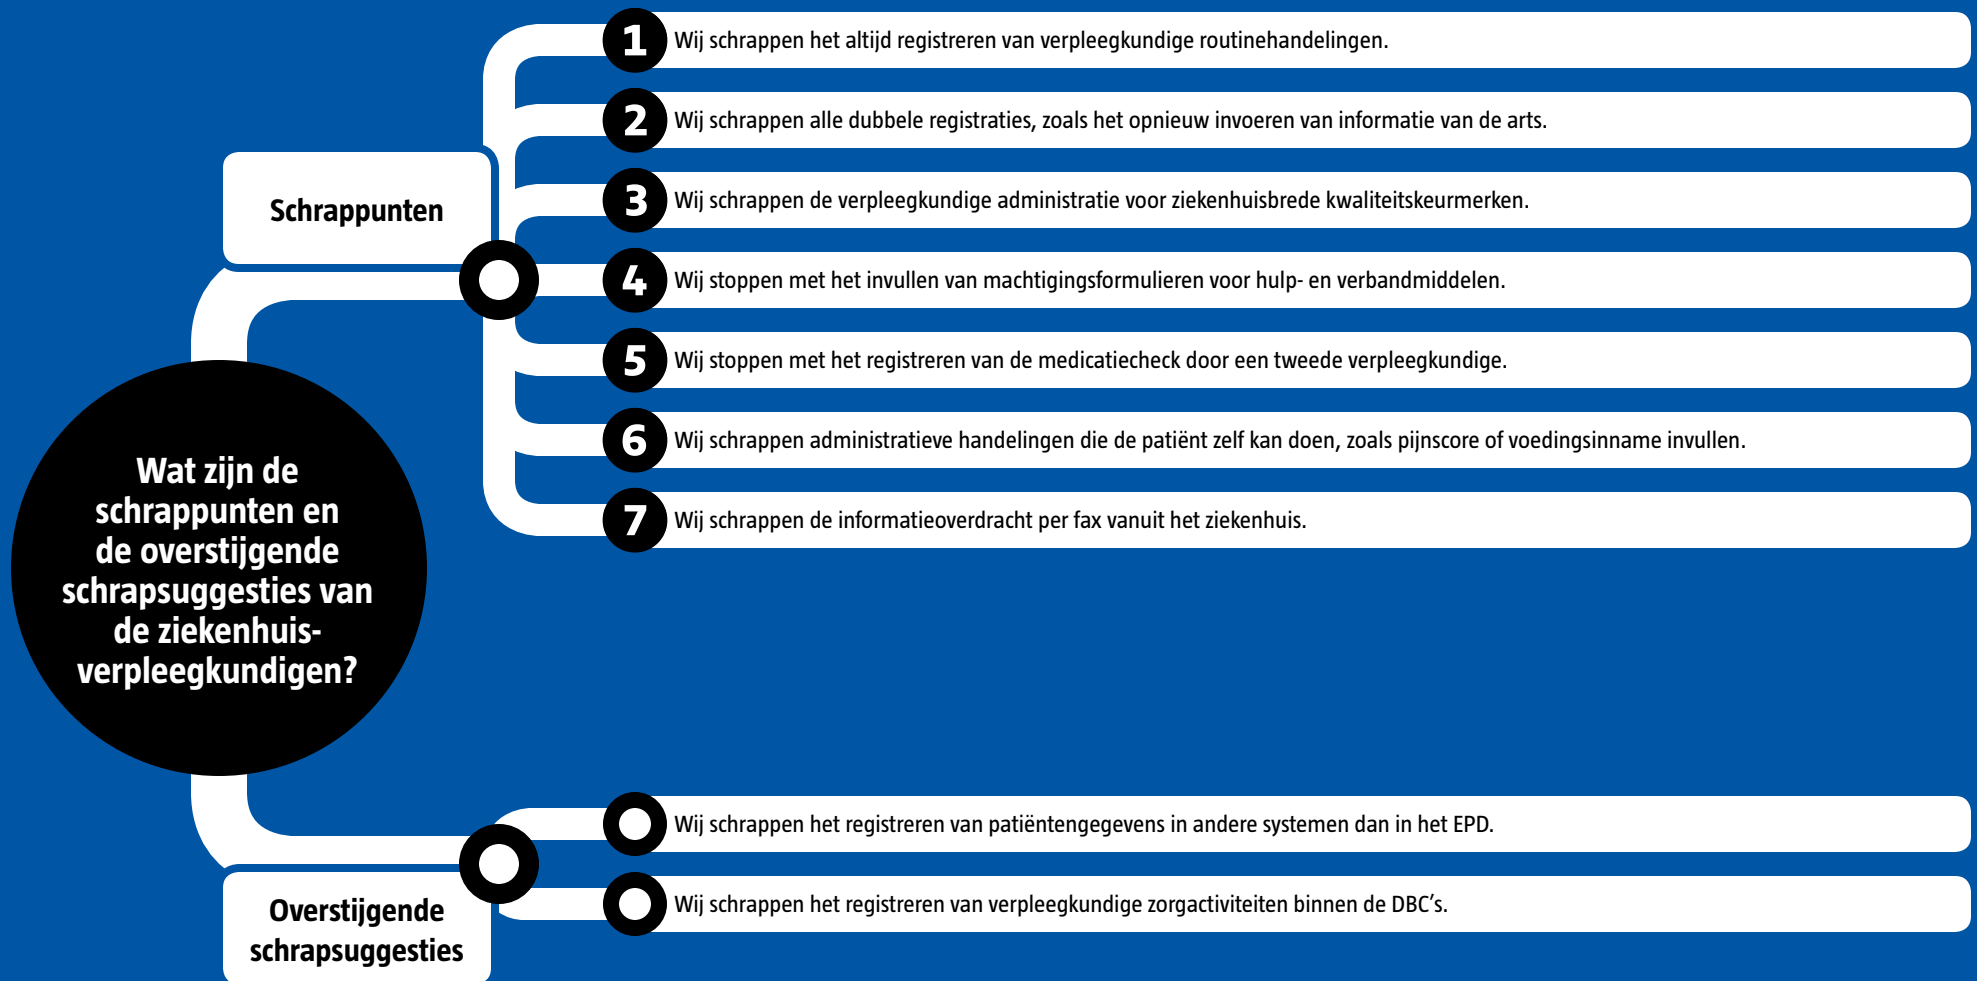 1 Wij schrappen het altijd registreren van verpleegkundige routinehandelingen.
2 Wij schrappen alle dubbele registraties, zoals het opnieuw invoeren van informatie van de arts.
Schrappunten
3 Wij schrappen de verpleegkundige administratie voor ziekenhuisbrede kwaliteitskeurmerken.
4 Wij stoppen met het invullen van machtigingsformulieren voor hulp- en verbandmiddelen.
5 Wij stoppen met het registreren van de medicatiecheck door een tweede verpleegkundige.
6 Wij schrappen administratieve handelingen die de patiënt zelf kan doen, zoals pijnscore of voedingsinname invullen.
7 Wij schrappen de informatieoverdracht per fax vanuit het ziekenhuis.
Wat zijn de
schrappunten en
de overstijgende
schrapsuggesties van
de ziekenhuis-
verpleegkundigen?
Overstijgende
schrapsuggesties
Wij schrappen het registreren van patiëntengegevens in andere systemen dan in het EPD.
Wij schrappen het registreren van verpleegkundige zorgactiviteiten binnen de DBC's.